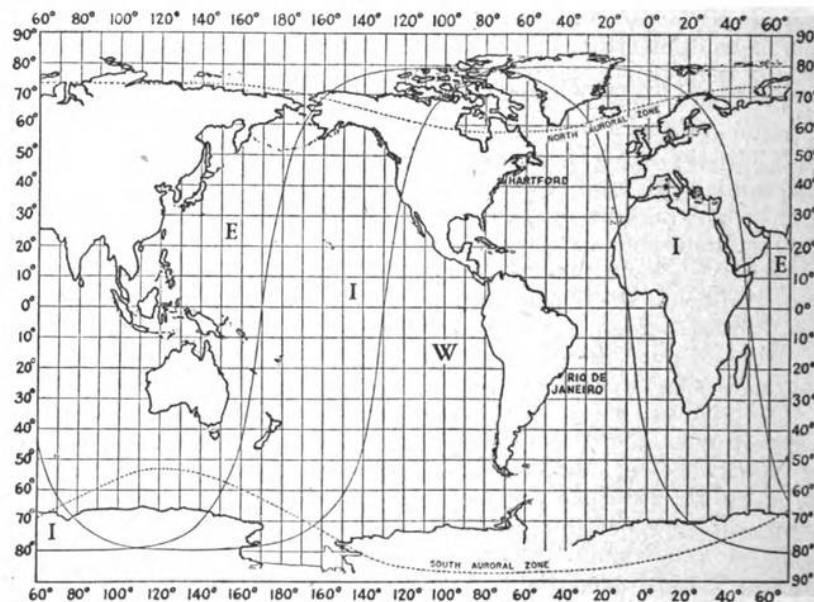 60° 80° 100° 120° 140° 160° 180° 160° 140° 120° 100° 80° 60° 40° 20° 0° 20° 40° 60°
90° 90°
80° 80°
70° 70°
60° NORTH AURORAL ZONE 60°
50° 50°
40° HARTFORD 40°
30° 30°
E
20° I 20°
10° I E 10°
0° 0°
10° W 10°
20° RIO DE 20°
JANEIRO
30° 30°
40° 40°
50° 50°
60° 60°
70° 70°
I
80° 80°
SOUTH AURORAL ZONE
90° 90°
60° 80° 100° 120° 140° 160° 180° 160° 140° 120° 100° 80° 60° 40° 20° 0° 20° 40° 60°